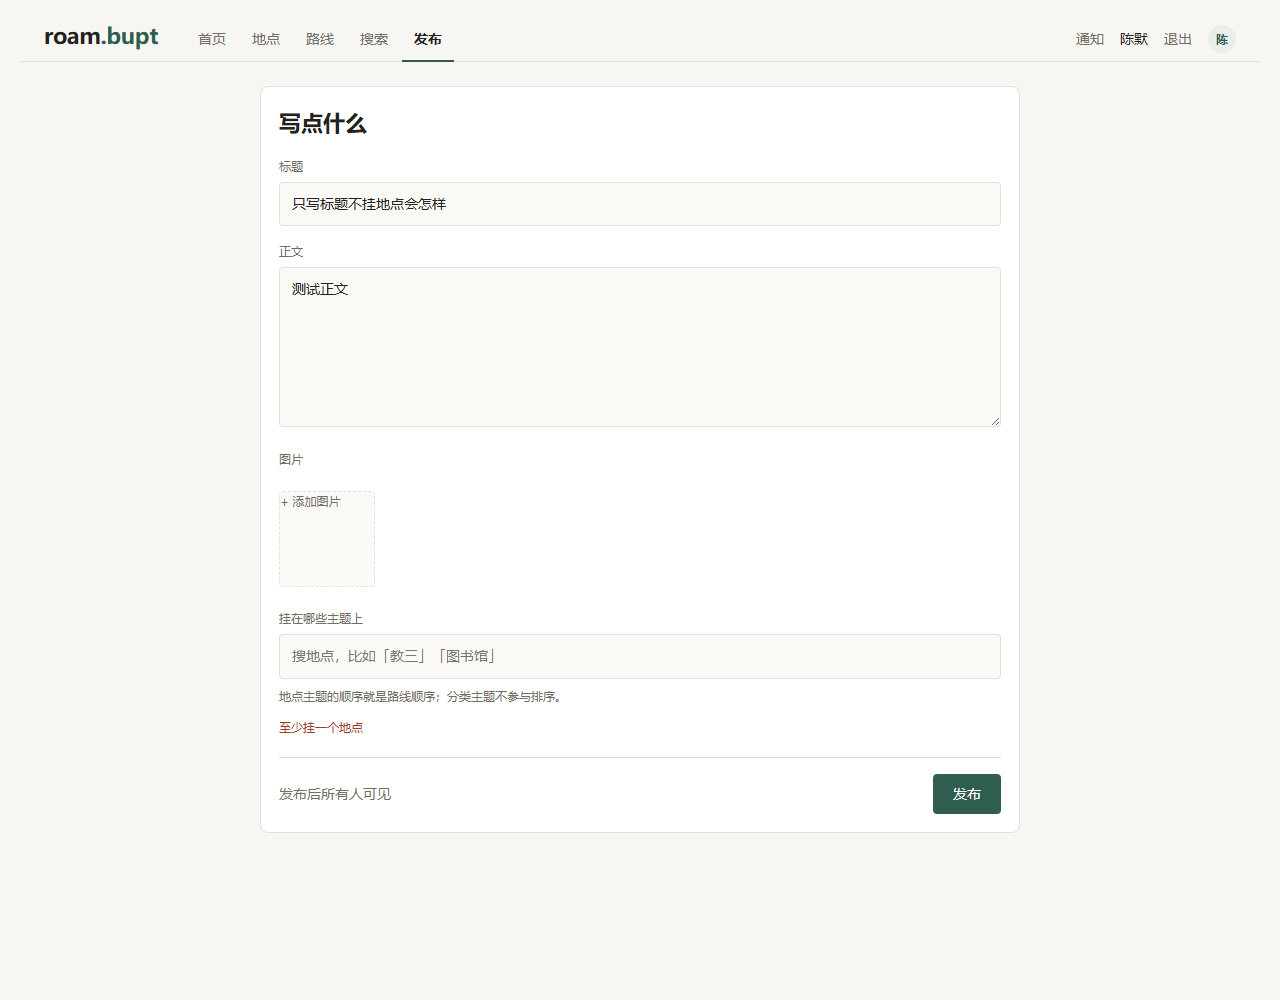 roam.bupt 首页 地点 路线 搜索 发布 通知 陈默 退出 陈
写点什么
标题
只写标题不挂地点会怎样
正文
测试正文
图片
+ 添加图片
挂在哪些主题上
搜地点，比如「教三」「图书馆」
地点主题的顺序就是路线顺序；分类主题不参与排序。
至少挂一个地点
发布后所有人可见 发布